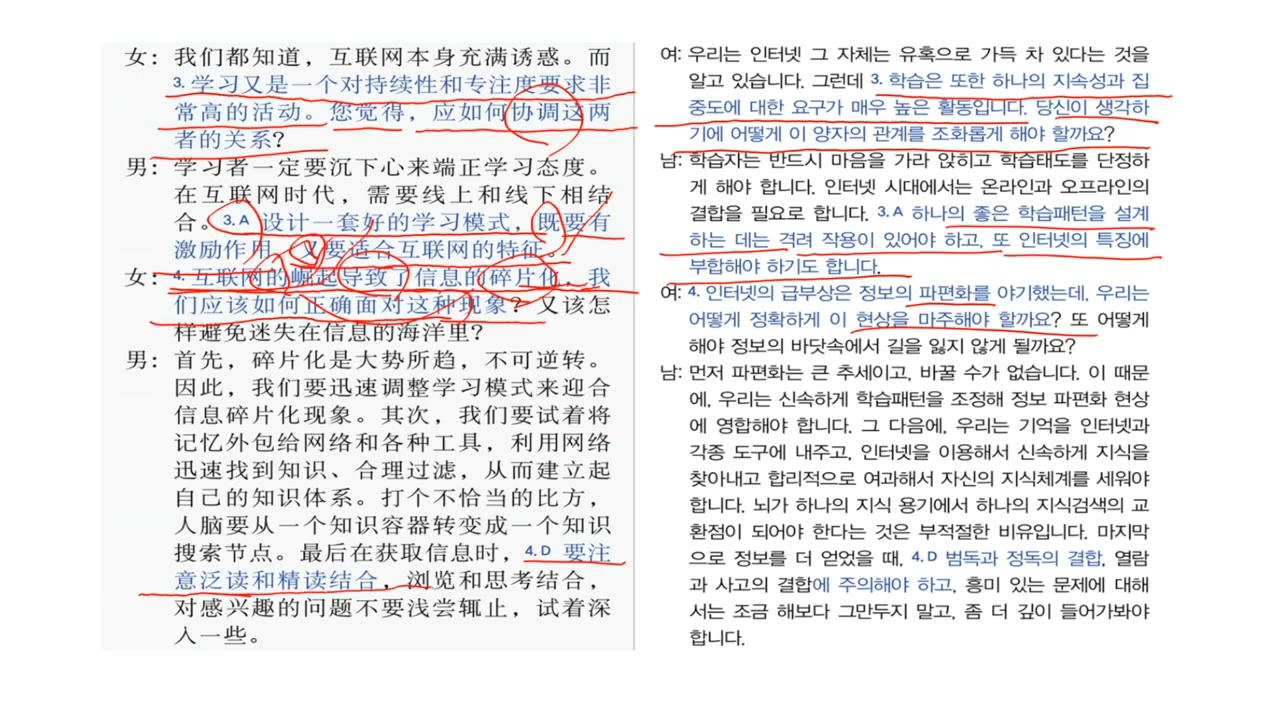 女：我们都知道，互联网本身充满诱惑。而
3. 学习又是一个对持续性和专注度要求非
常高的活动。您觉得，应如何协调这两
者的关系？
男：学习者一定要沉下心来端正学习态度。
在互联网时代，需要线上和线下相结
合。3. A 设计一套好的学习模式，既要有
激励作用，又要适合互联网的特征。
女：4. 互联网的崛起导致了信息的碎片化，我
们应该如何正确面对这种现象？又该怎
样避免迷失在信息的海洋里？
男：首先，碎片化是大势所趋，不可逆转。
因此，我们要迅速调整学习模式来迎合
信息碎片化现象。其次，我们要试着将
记忆外包给网络和各种工具，利用网络
迅速找到知识、合理过滤，从而建立起
自己的知识体系。打个不恰当的比方，
人脑要从一个知识容器转变成一个知识
搜索节点。最后在获取信息时，4. D 要注
意泛读和精读结合，浏览和思考结合，
对感兴趣的问题不要浅尝辄止，试着深
入一些。
여: 우리는 인터넷 그 자체는 유혹으로 가득 차 있다는 것을
알고 있습니다. 그런데 3. 학습은 또한 하나의 지속성과 집
중도에 대한 요구가 매우 높은 활동입니다. 당신이 생각하
기에 어떻게 이 양자의 관계를 조화롭게 해야 할까요?
남: 학습자는 반드시 마음을 가라 앉히고 학습태도를 단정하
게 해야 합니다. 인터넷 시대에서는 온라인과 오프라인의
결합을 필요로 합니다. 3. A 하나의 좋은 학습패턴을 설계
하는 데는 격려 작용이 있어야 하고, 또 인터넷의 특징에
부합해야 하기도 합니다.
여: 4. 인터넷의 급부상은 정보의 파편화를 야기했는데, 우리는
어떻게 정확하게 이 현상을 마주해야 할까요? 또 어떻게
해야 정보의 바닷속에서 길을 잃지 않게 될까요?
남: 먼저 파편화는 큰 추세이고, 바꿀 수가 없습니다. 이 때문
에, 우리는 신속하게 학습패턴을 조정해 정보 파편화 현상
에 영합해야 합니다. 그 다음에, 우리는 기억을 인터넷과
각종 도구에 내주고, 인터넷을 이용해서 신속하게 지식을
찾아내고 합리적으로 여과해서 자신의 지식체계를 세워야
합니다. 뇌가 하나의 지식 용기에서 하나의 지식검색의 교
환점이 되어야 한다는 것은 부적절한 비유입니다. 마지막
으로 정보를 더 얻었을 때, 4. D 범독과 정독의 결합, 열람
과 사고의 결합에 주의해야 하고, 흥미 있는 문제에 대해
서는 조금 해보다 그만두지 말고, 좀 더 깊이 들어가봐야
합니다.